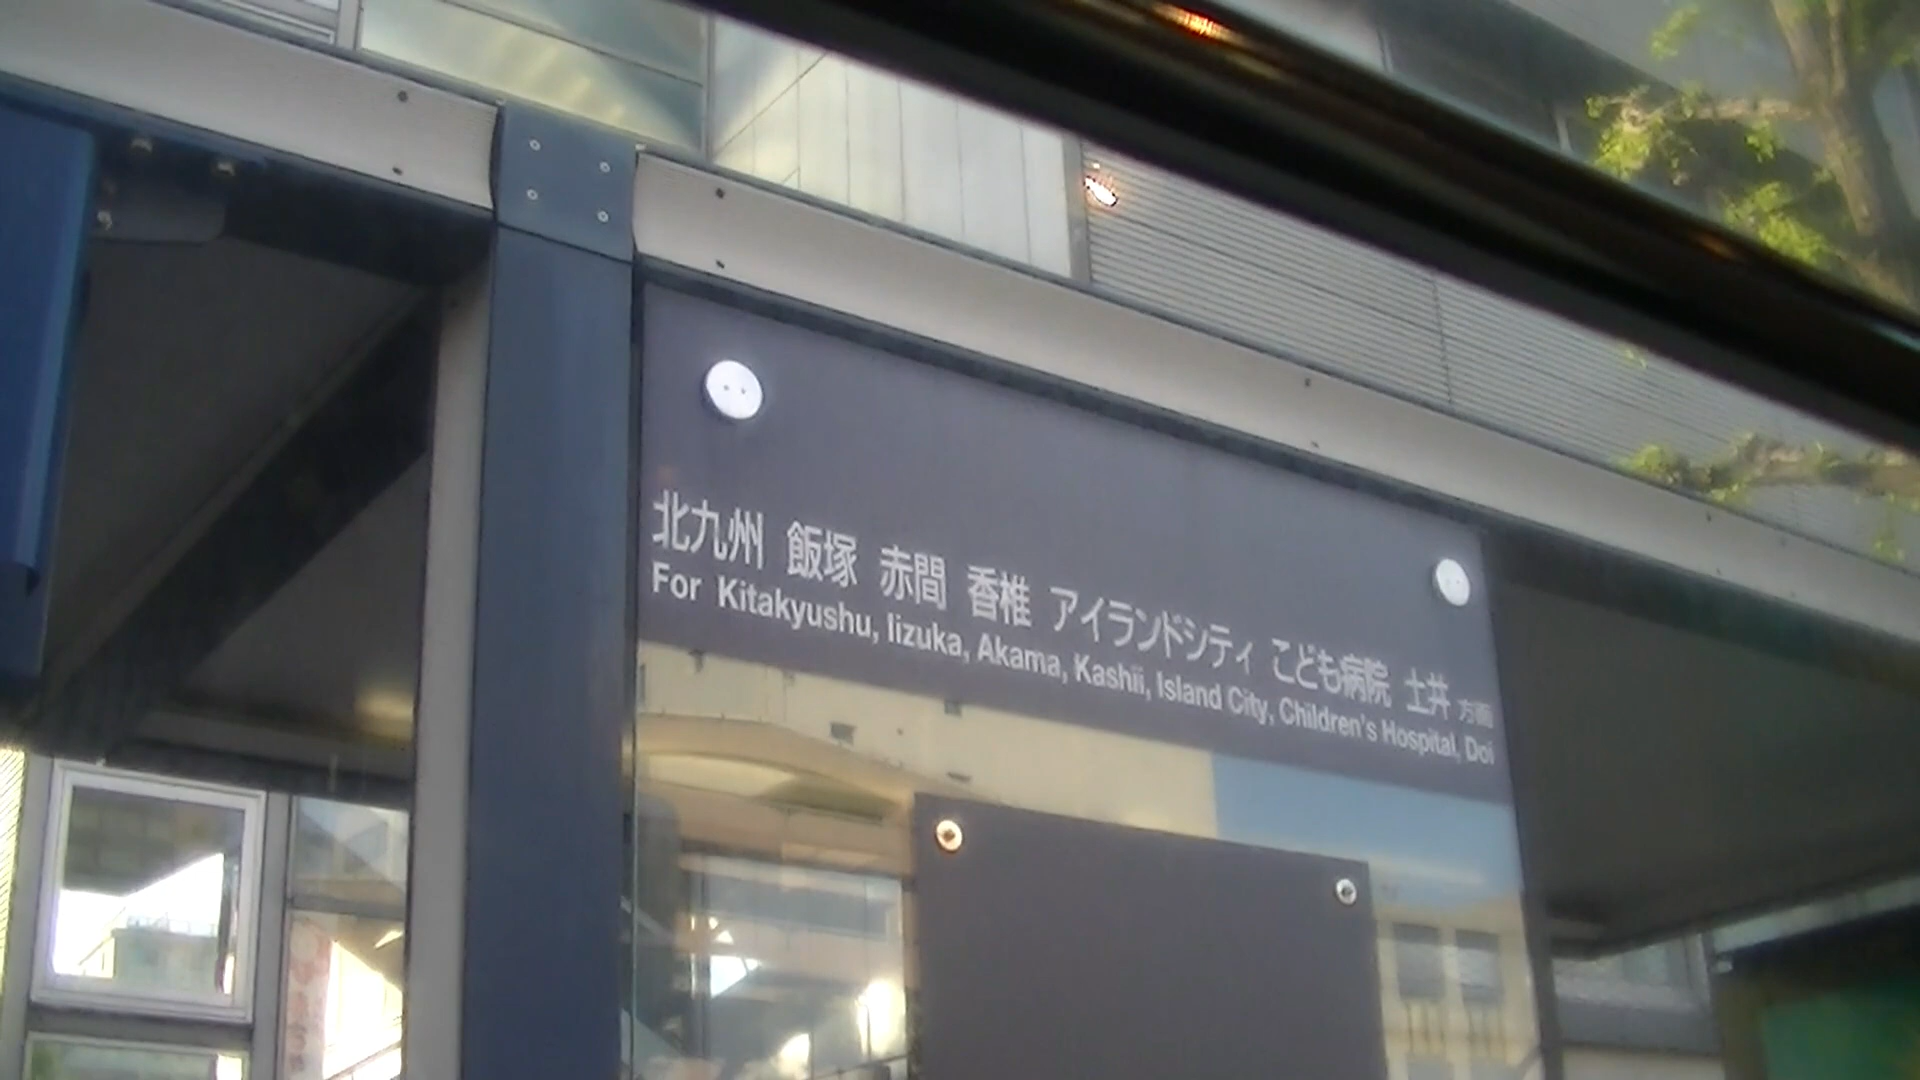 北九州 飯塚 赤間 香椎 アイランドシティ こども病院 土井 方面
For Kitakyushu, Iizuka, Akama, Kashii, Island City, Children's Hospital, Doi